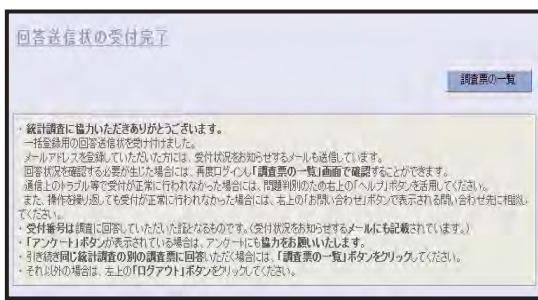 回答送信状の受付完了
調査票の一覧
・統計調査に協力いただきありがとうございます。
一括登録用の回答送信状を受け付けました。
メールアドレスを登録していただいた方には、受付状況をお知らせするメールも送信しています。
回答状況を確認する必要が生じた場合には、再度ログインし「調査票の一覧」画面で確認することができます。
通信上のトラブル等で受付が正常に行われなかった場合には、問題判別のため右上の「ヘルプ」ボタンを活用してください。
また、操作を繰り返しても受付が正常に行われなかった場合には、右上の「お問い合わせ」ボタンで表示される問い合わせ先に相談し
てください。
・受付番号は調査に回答していただいた証となるものです。（受付状況をお知らせするメールにも記載されています。）
・「アンケート」ボタンが表示されている場合は、アンケートにも協力をお願いいたします。
・引き続き同じ統計調査の別の調査票に回答いただく場合には、「調査票の一覧」ボタンをクリックしてください。
・それ以外の場合は、左上の「ログアウト」ボタンをクリックしてください。